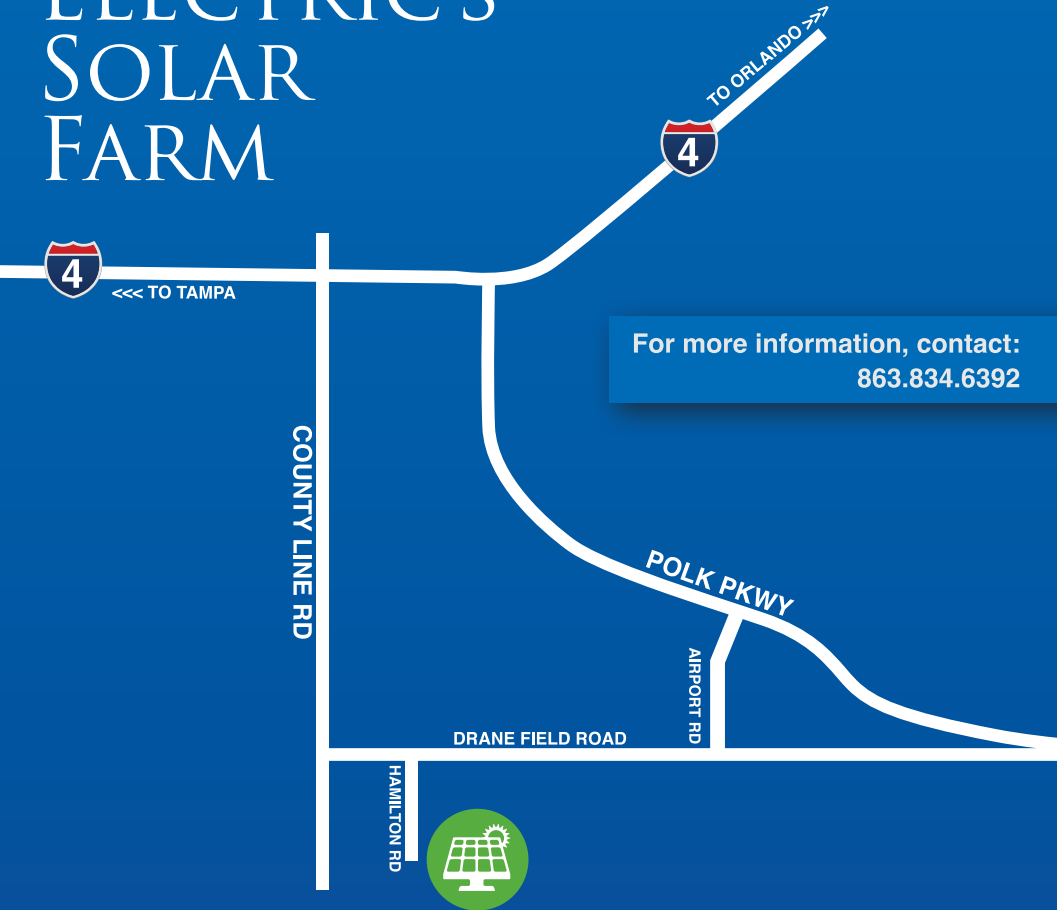 ELECTRIC'S
SOLAR
FARM
TO ORLANDO >>>
4
4
<<< TO TAMPA
For more information, contact:
863.834.6392
COUNTY LINE RD
POLK PKWY
AIRPORT RD
DRANE FIELD ROAD
HAMILTON RD